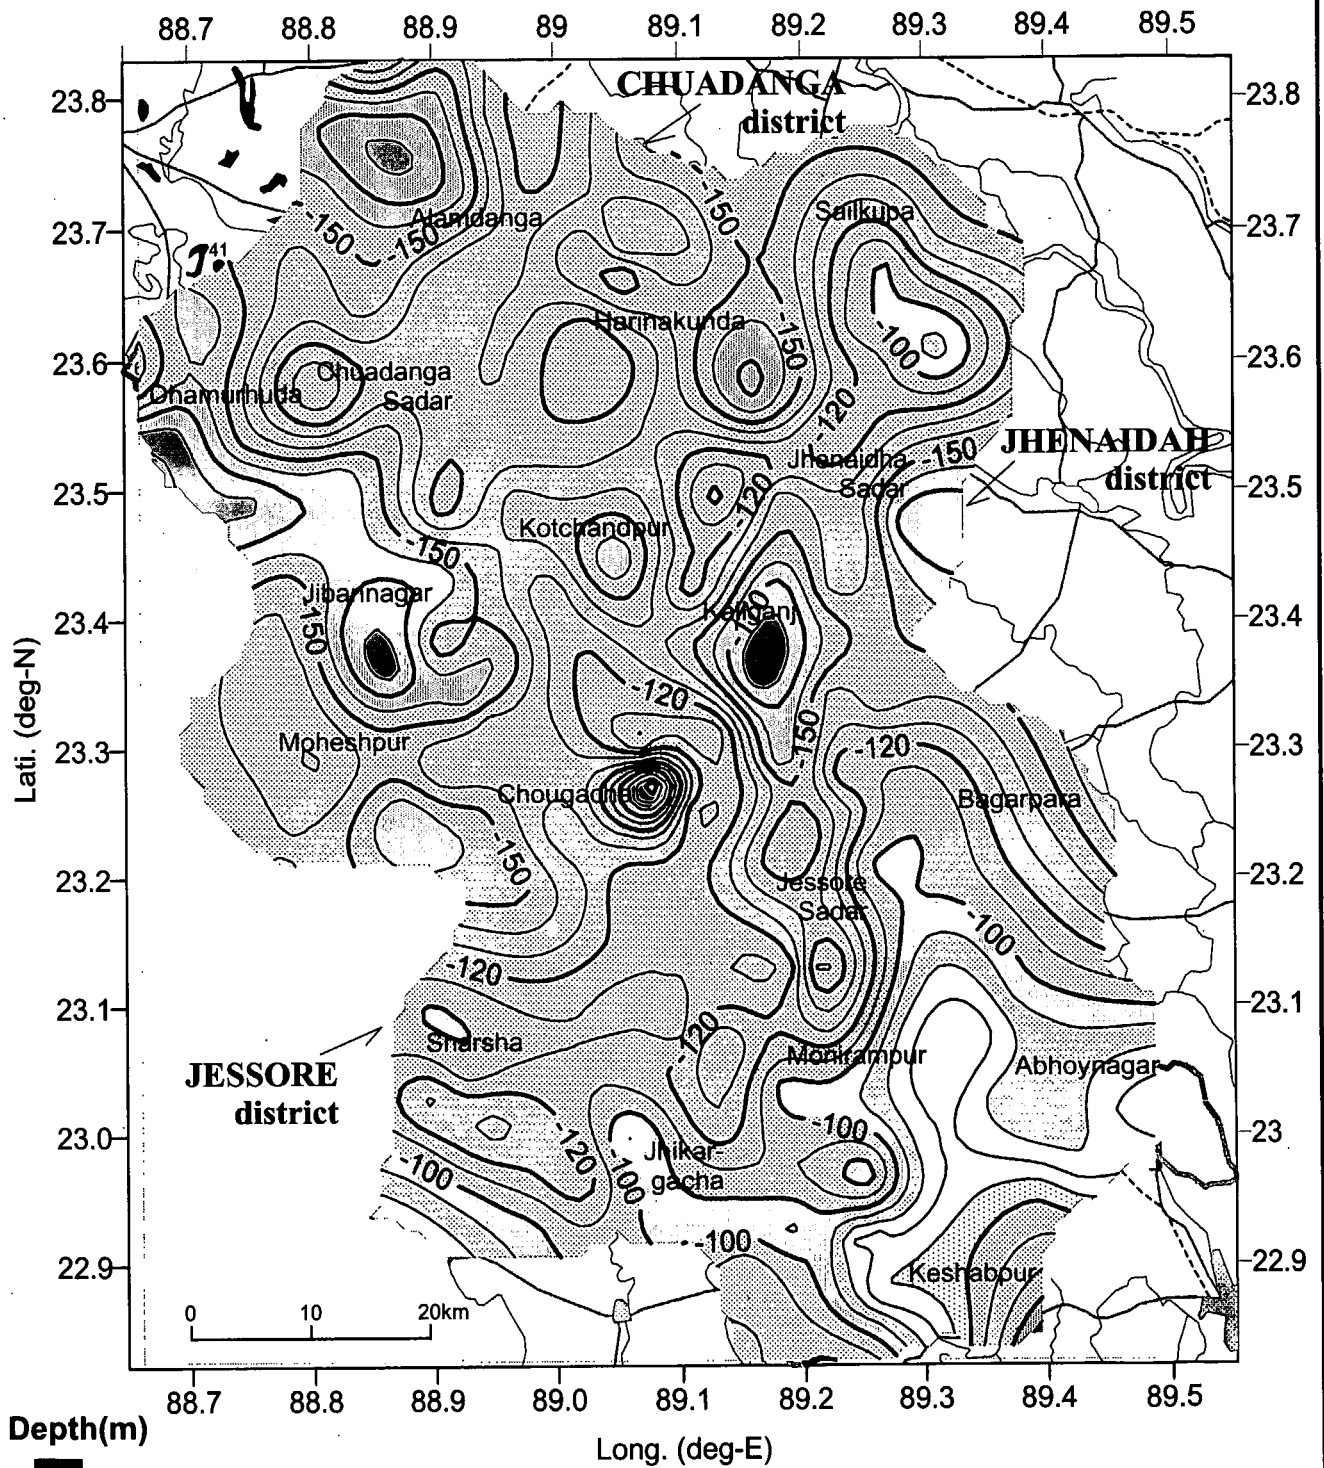 88.7 88.8 88.9 89 89.1 89.2 89.3 89.4 89.5
CHUADANGA
district
23.8 23.8
-150
Sailkupa
Alamdanga
-150 -150
23.7 23.7
41
Harinakunda
-150
-100
23.6 23.6
Chuadanga
Sadar
Dhamurhuda
-120
JHENAIDAH
district
Jhenaidha
Sadar
-150
23.5 23.5
-120
Kotchandpur
-150
Jibannagar
Kaliganj
23.4 23.4
-150
-120
-150
Moheshpur
-120
23.3 23.3
Chougadha
Bagarpara
-150
23.2 23.2
Jessore
Sadar
-100
-120
23.1 23.1
Sharsha
-120
Monirampur
Abhoynagar
JESSORE
district
23.0 23
-100
-120
Jhikar-
gacha
-100
-100
-100
22.9 22.9
Keshabpur
0 10 20km
88.7 88.8 88.9 89.0 89.1 89.2 89.3 89.4 89.5
Lati. (deg-N)
Long. (deg-E)
Depth(m)